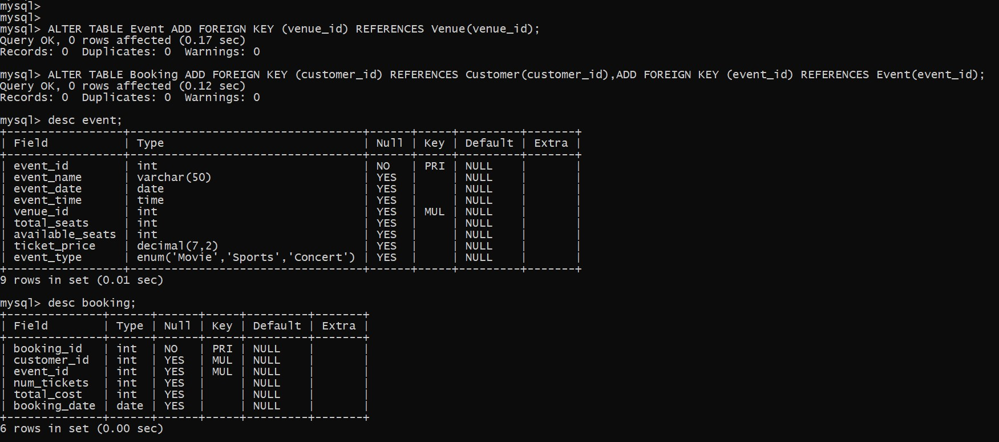 mysql>
mysql>
mysql> ALTER TABLE Event ADD FOREIGN KEY (venue_id) REFERENCES Venue(venue_id);
Query OK, 0 rows affected (0.17 sec)
Records: 0  Duplicates: 0  Warnings: 0
mysql> ALTER TABLE Booking ADD FOREIGN KEY (customer_id) REFERENCES Customer(customer_id),ADD FOREIGN KEY (event_id) REFERENCES Event(event_id);
Query OK, 0 rows affected (0.12 sec)
Records: 0  Duplicates: 0  Warnings: 0
mysql> desc event;
+-----------------+----------------------------------+------+-----+---------+-------+
| Field           | Type                             | Null | Key | Default | Extra |
+-----------------+----------------------------------+------+-----+---------+-------+
| event_id        | int                              | NO   | PRI | NULL    |       |
| event_name      | varchar(50)                      | YES  |     | NULL    |       |
| event_date      | date                             | YES  |     | NULL    |       |
| event_time      | time                             | YES  |     | NULL    |       |
| venue_id        | int                              | YES  | MUL | NULL    |       |
| total_seats     | int                              | YES  |     | NULL    |       |
| available_seats | int                              | YES  |     | NULL    |       |
| ticket_price    | decimal(7,2)                     | YES  |     | NULL    |       |
| event_type      | enum('Movie','Sports','Concert') | YES  |     | NULL    |       |
+-----------------+----------------------------------+------+-----+---------+-------+
9 rows in set (0.01 sec)
mysql> desc booking;
+--------------+------+------+-----+---------+-------+
| Field        | Type | Null | Key | Default | Extra |
+--------------+------+------+-----+---------+-------+
| booking_id   | int  | NO   | PRI | NULL    |       |
| customer_id  | int  | YES  | MUL | NULL    |       |
| event_id     | int  | YES  | MUL | NULL    |       |
| num_tickets  | int  | YES  |     | NULL    |       |
| total_cost   | int  | YES  |     | NULL    |       |
| booking_date | date | YES  |     | NULL    |       |
+--------------+------+------+-----+---------+-------+
6 rows in set (0.00 sec)